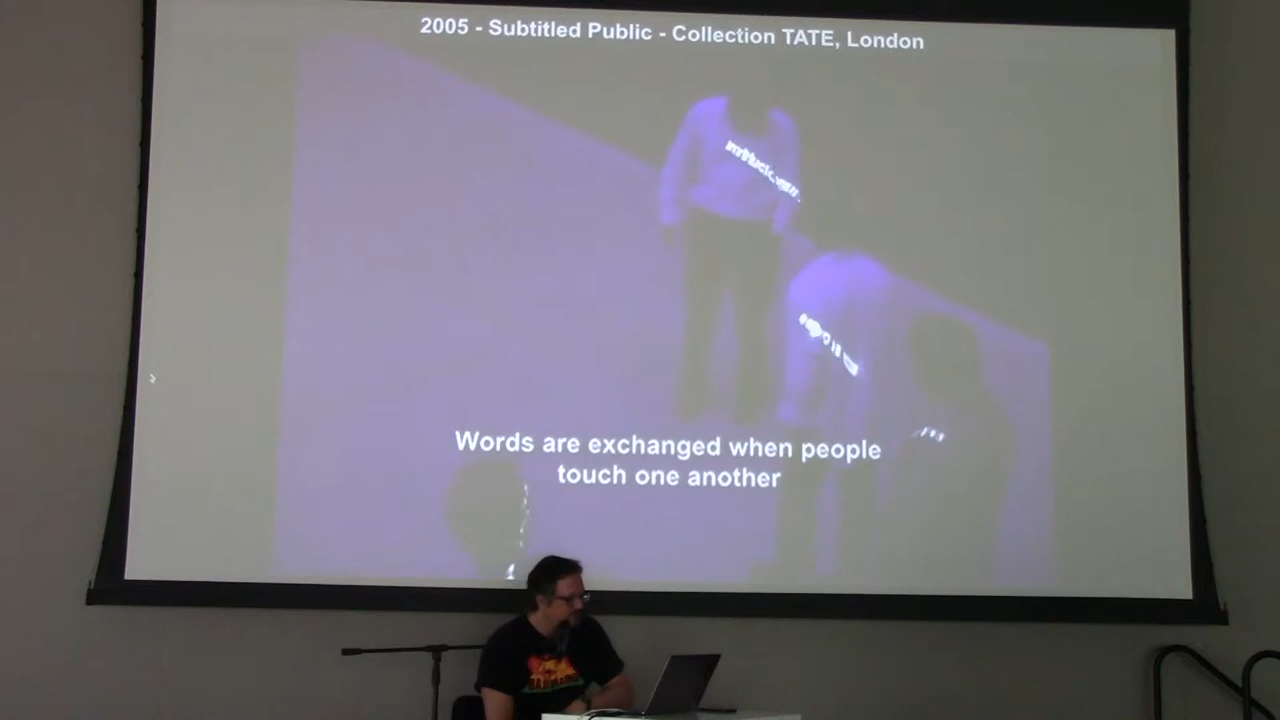 2005 - Subtitled Public - Collection TATE, London
Words are exchanged when people
touch one another